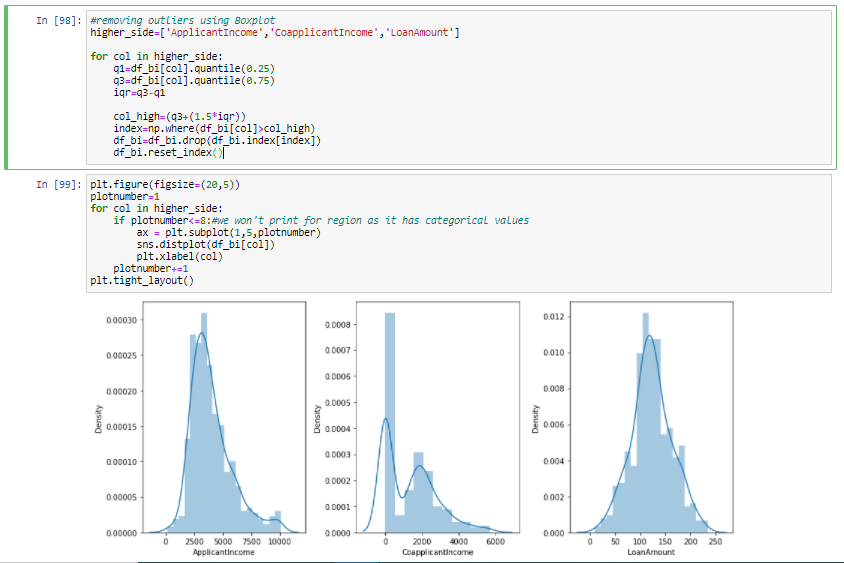 In [98]:
#removing outliers using Boxplot
higher_side=['ApplicantIncome','CoapplicantIncome','LoanAmount']
for col in higher_side:
q1=df_bi[col].quantile(0.25)
q3=df_bi[col].quantile(0.75)
iqr=q3-q1
col_high=(q3+(1.5*iqr))
index=np.where(df_bi[col]>col_high)
df_bi=df_bi.drop(df_bi.index[index])
df_bi.reset_index()
In [99]:
plt.figure(figsize=(20,5))
plotnumber=1
for col in higher_side:
if plotnumber<=8:#we won't print for region as it has categorical values
ax = plt.subplot(1,5,plotnumber)
sns.distplot(df_bi[col])
plt.xlabel(col)
plotnumber+=1
plt.tight_layout()
0.00030
0.00025
0.00020
0.00015
0.00010
0.00005
0.00000
Density
0 2500 5000 7500 10000
ApplicantIncome
0.0008
0.0007
0.0006
0.0005
0.0004
0.0003
0.0002
0.0001
0.0000
Density
0 2000 4000 6000
CoapplicantIncome
0.012
0.010
0.008
0.006
0.004
0.002
0.000
Density
0 50 100 150 200 250
LoanAmount